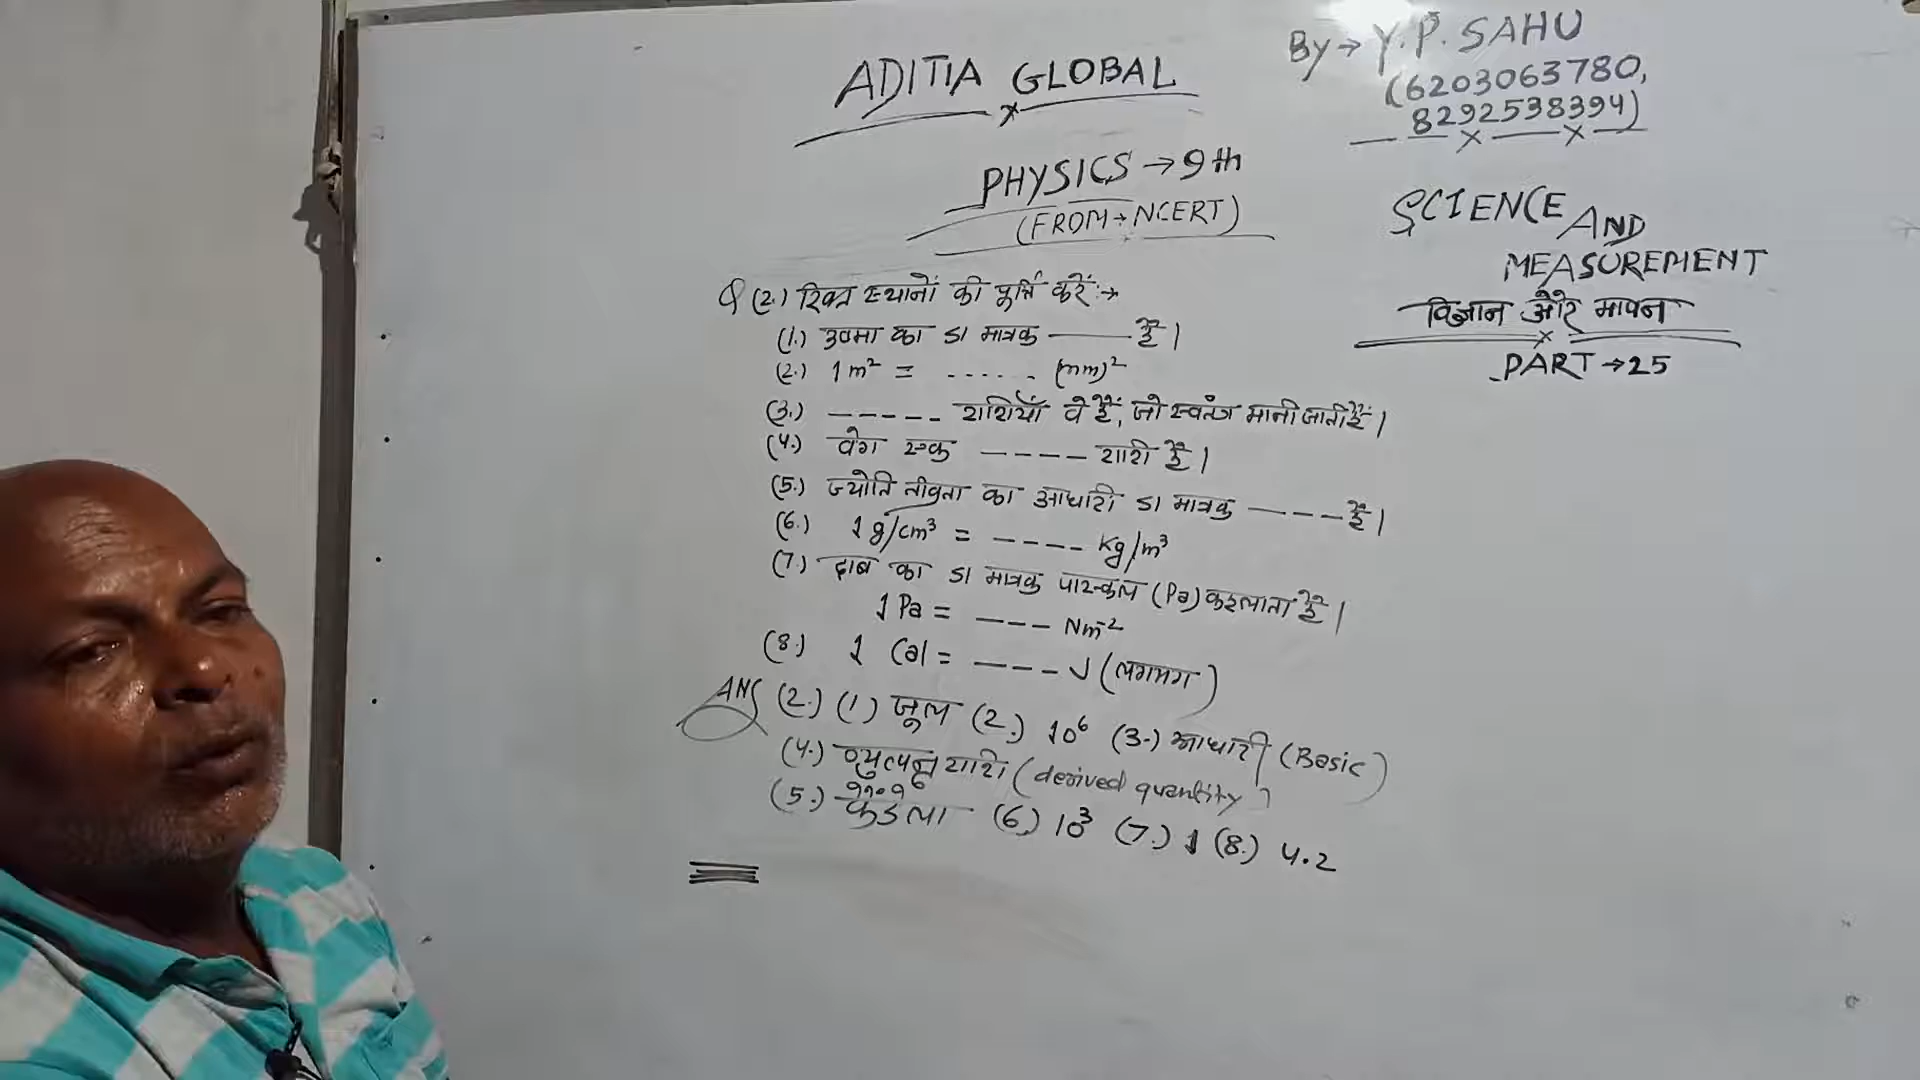 ADITIA GLOBAL
By → Y.P. SAHU
(6203063780,
8292538394)
PHYSICS → 9th
(FROM → NCERT)
SCIENCE AND
MEASUREMENT
विज्ञान और मापन
PART → 25
Q (2.) रिक्त स्थानों की पूर्त्ति करें :→
(1.) उष्मा का SI मात्रक ——— है।
(2.) 1 m² = ...... (mm)²
(3.) ----- राशियाँ वे हैं, जो स्वतंत्र मानी जाती हैं।
(4.) वेग एक ---- राशि है।
(5.) ज्योति तीव्रता का आधारी SI मात्रक ---- है।
(6.) 1 g/cm³ = ---- Kg/m³
(7.) दाब का SI मात्रक पास्कल (Pa) कहलाता है।
1 Pa = --- Nm⁻²
(8.) 1 Cal = ---- J (लगभग)
ANS (2.) (1) जूल (2.) 10⁶ (3.) आधारी (Basic)
(4.) व्युत्पन्न राशि (derived quantity)
(5.) कैंडेला (6) 10³ (7.) 1 (8.) 4.2